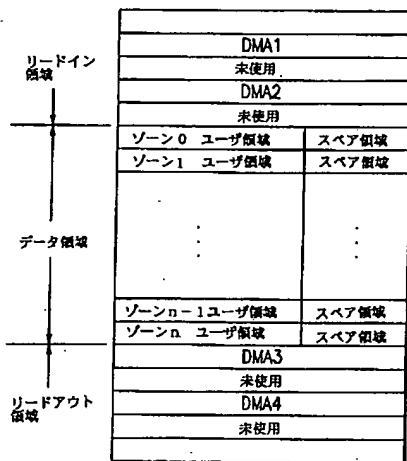 DMA1
リードイン
領域
未使用
DMA2
未使用
ゾーン0 ユーザ領域 スペア領域
ゾーン1 ユーザ領域 スペア領域
データ領域
ゾーンn-1ユーザ領域 スペア領域
ゾーンn ユーザ領域 スペア領域
DMA3
未使用
リードアウト
領域
DMA4
未使用